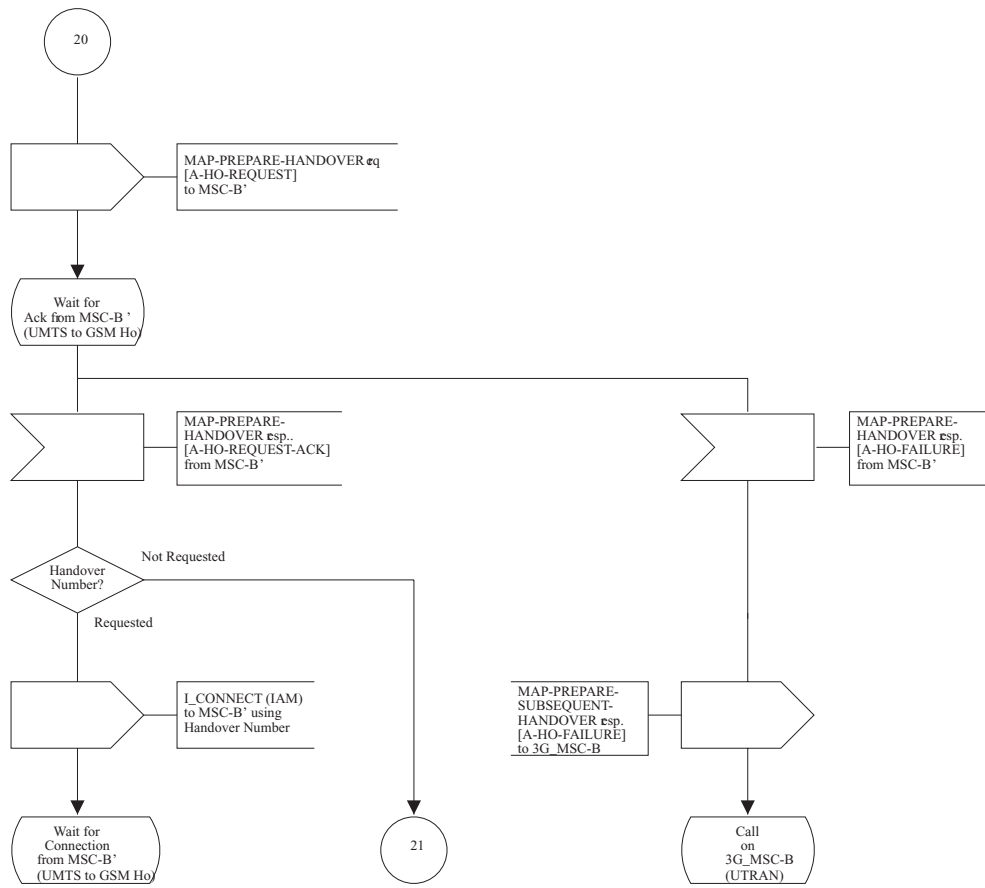 20
MAP-PREPARE-HANDOVER req
[A-HO-REQUEST]
to MSC-B'
Wait for
Ack from MSC-B '
(UMTS to GSM Ho)
MAP-PREPARE-
HANDOVER resp..
[A-HO-REQUEST-ACK]
from MSC-B'
MAP-PREPARE-
HANDOVER resp.
[A-HO-FAILURE]
from MSC-B'
Handover
Number?
Not Requested
Requested
I_CONNECT (IAM)
to MSC-B' using
Handover Number
MAP-PREPARE-
SUBSEQUENT-
HANDOVER resp.
[A-HO-FAILURE]
to 3G_MSC-B
Wait for
Connection
from MSC-B'
(UMTS to GSM Ho)
21
Call
on
3G_MSC-B
(UTRAN)